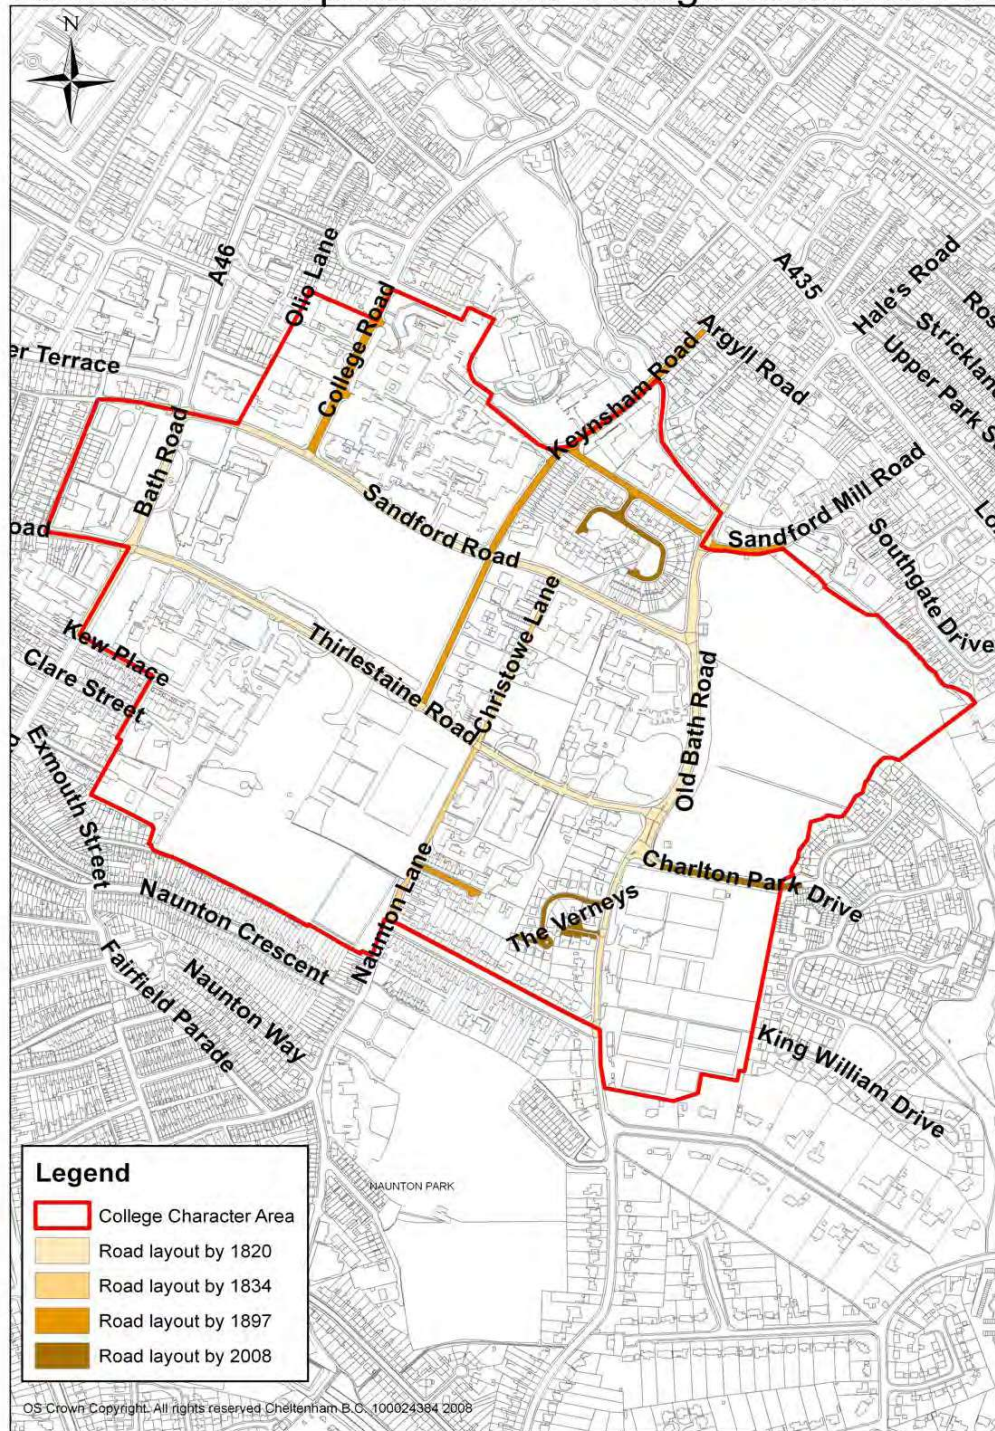 N
A46
Olio Lane
College Road
er Terrace
Bath Road
oad
Keynsham Road
Argyll Road
A435
Hale's Road
Ros
Strickland
Upper Park S
Lo
Sandford Mill Road
Southgate Drive
Sandford Road
Christowe Lane
Thirlestaine Road
Kew Place
Clare Street
Exmouth Street
Old Bath Road
Charlton Park Drive
The Verneys
Naunton Lane
Naunton Crescent
Naunton Way
Fairfield Parade
King William Drive
NAUNTON PARK
Legend
College Character Area
Road layout by 1820
Road layout by 1834
Road layout by 1897
Road layout by 2008
OS Crown Copyright. All rights reserved Cheltenham B.C. 100024384 2008